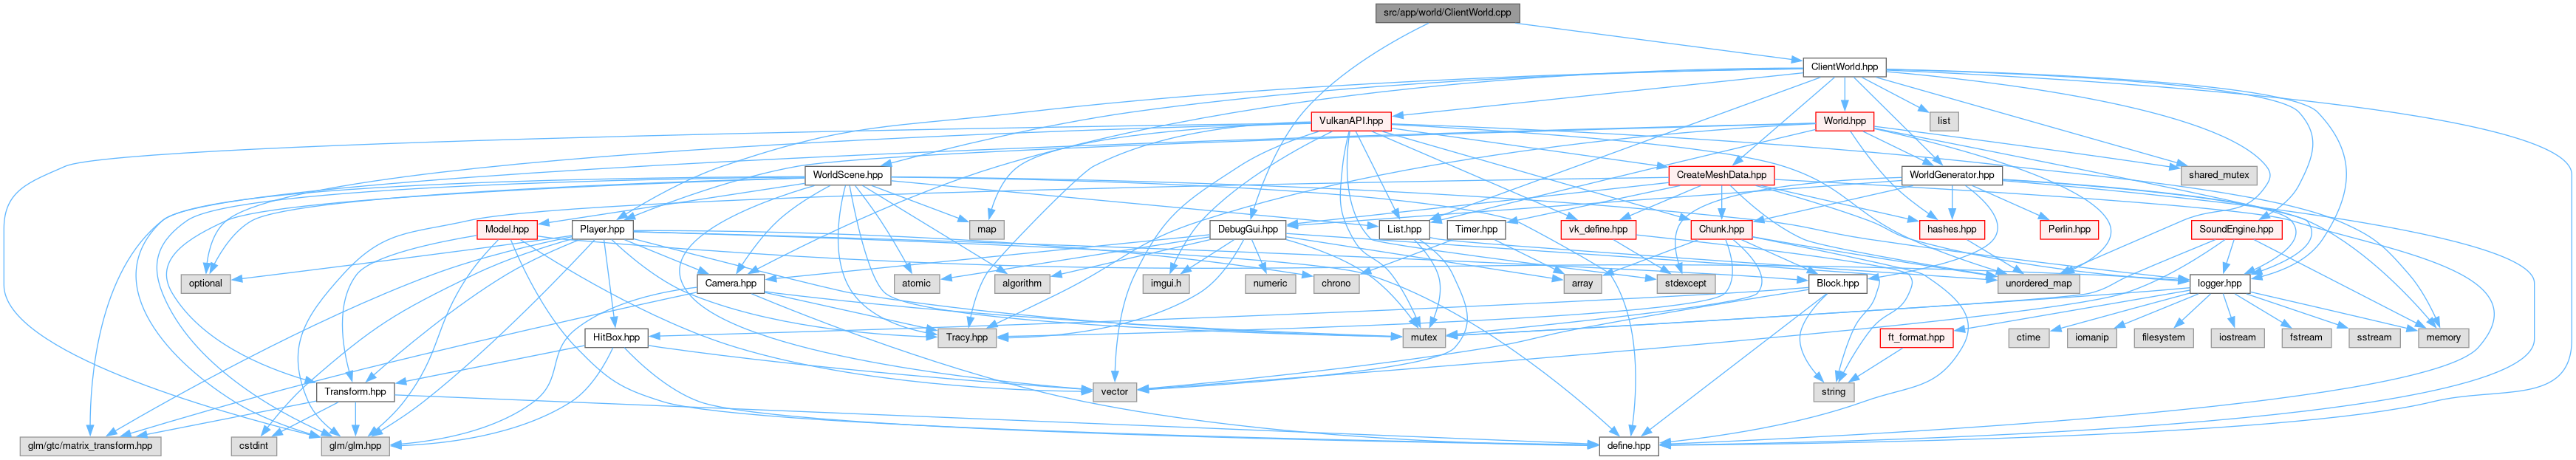 src/app/world/ClientWorld.cpp
ClientWorld.hpp
VulkanAPI.hpp
World.hpp
list
WorldScene.hpp
CreateMeshData.hpp
WorldGenerator.hpp
shared_mutex
Model.hpp
Player.hpp
map
DebugGui.hpp
List.hpp
Timer.hpp
vk_define.hpp
Chunk.hpp
hashes.hpp
Perlin.hpp
SoundEngine.hpp
optional
Camera.hpp
atomic
algorithm
imgui.h
numeric
chrono
array
stdexcept
Block.hpp
unordered_map
logger.hpp
HitBox.hpp
Tracy.hpp
mutex
ft_format.hpp
ctime
iomanip
filesystem
iostream
fstream
sstream
memory
Transform.hpp
vector
string
glm/gtc/matrix_transform.hpp
cstdint
glm/glm.hpp
define.hpp